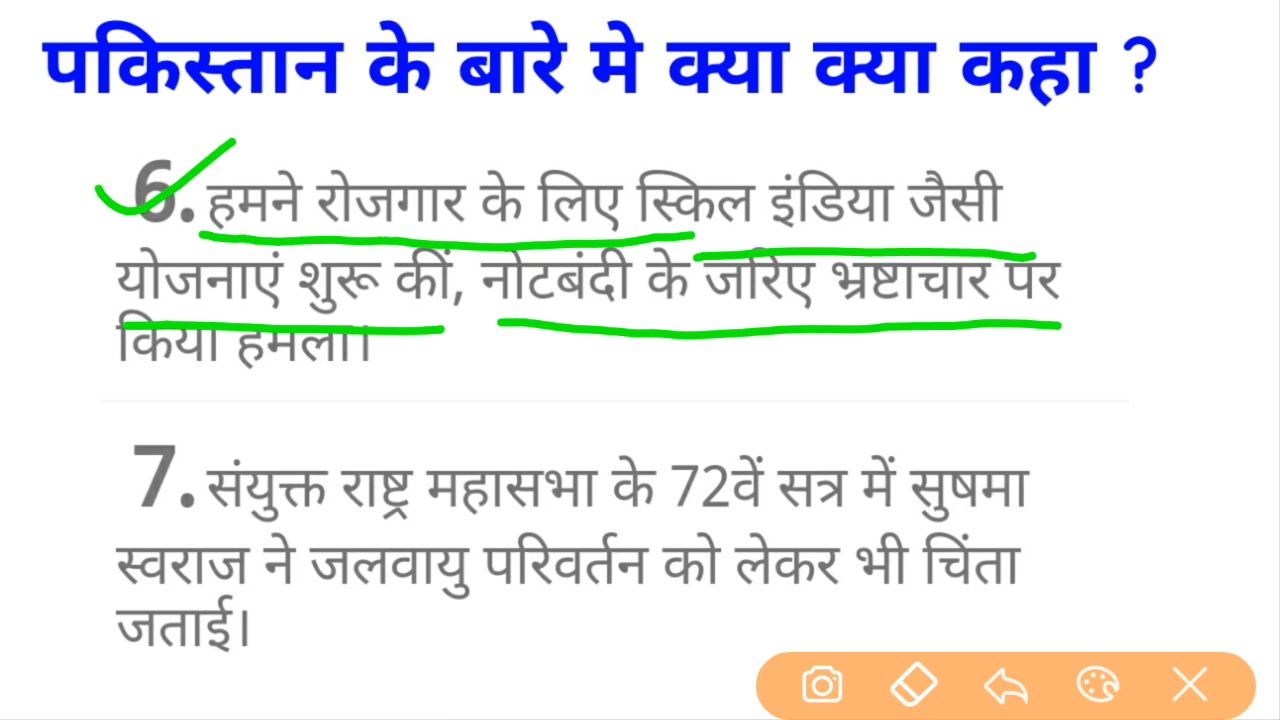 पकिस्तान के बारे मे क्या क्या कहा ?
6. हमने रोजगार के लिए स्किल इंडिया जैसी
योजनाएं शुरू कीं, नोटबंदी के जरिए भ्रष्टाचार पर
किया हमला।
7. संयुक्त राष्ट्र महासभा के 72वें सत्र में सुषमा
स्वराज ने जलवायु परिवर्तन को लेकर भी चिंता
जताई।